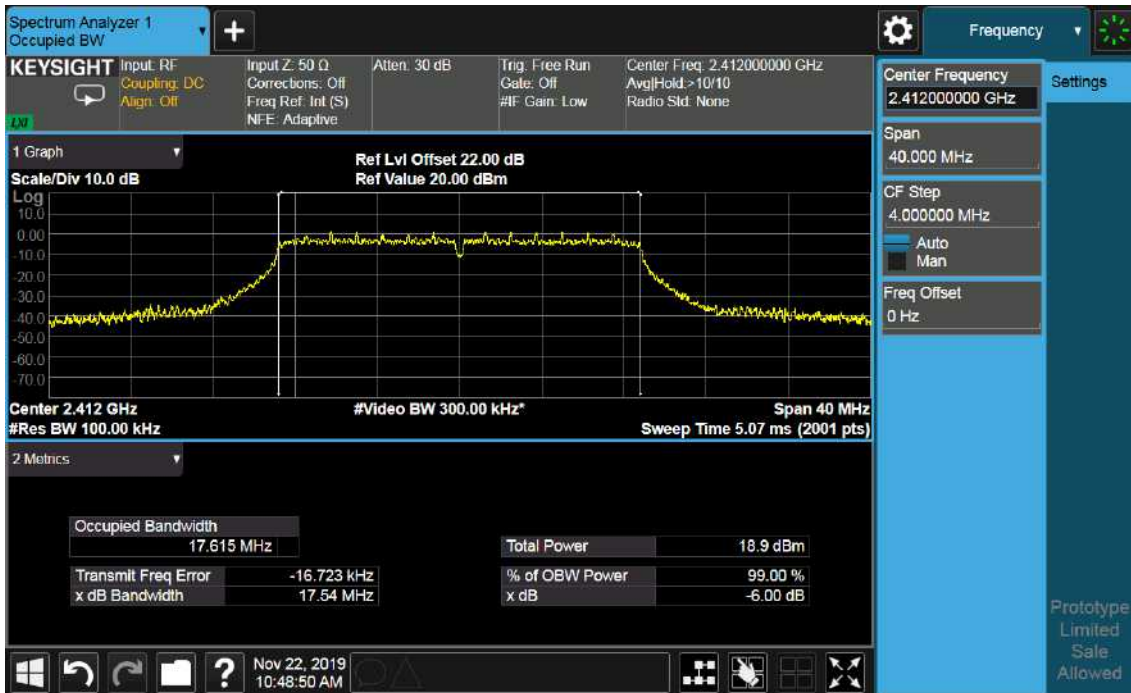 Spectrum Analyzer 1
Occupied BW
+
Frequency
KEYSIGHT
LXI
Input: RF
Coupling: DC
Align: Off
Input Z: 50 Ω
Corrections: Off
Freq Ref: Int (S)
NFE: Adaptive
Atten: 30 dB
Trig: Free Run
Gate: Off
#IF Gain: Low
Center Freq: 2.412000000 GHz
Avg|Hold:>10/10
Radio Std: None
1 Graph
Scale/Div 10.0 dB
Ref Lvl Offset 22.00 dB
Ref Value 20.00 dBm
Log
10.0
0.00
-10.0
-20.0
-30.0
-40.0
-50.0
-60.0
-70.0
Center 2.412 GHz
#Res BW 100.00 kHz
#Video BW 300.00 kHz*
Span 40 MHz
Sweep Time 5.07 ms (2001 pts)
2 Metrics
Occupied Bandwidth
17.615 MHz
Total Power 18.9 dBm
Transmit Freq Error -16.723 kHz
% of OBW Power 99.00 %
x dB Bandwidth 17.54 MHz
x dB -6.00 dB
Center Frequency
2.412000000 GHz
Span
40.000 MHz
CF Step
4.000000 MHz
Auto
Man
Freq Offset
0 Hz
Settings
Prototype
Limited
Sale
Allowed
?
Nov 22, 2019
10:48:50 AM